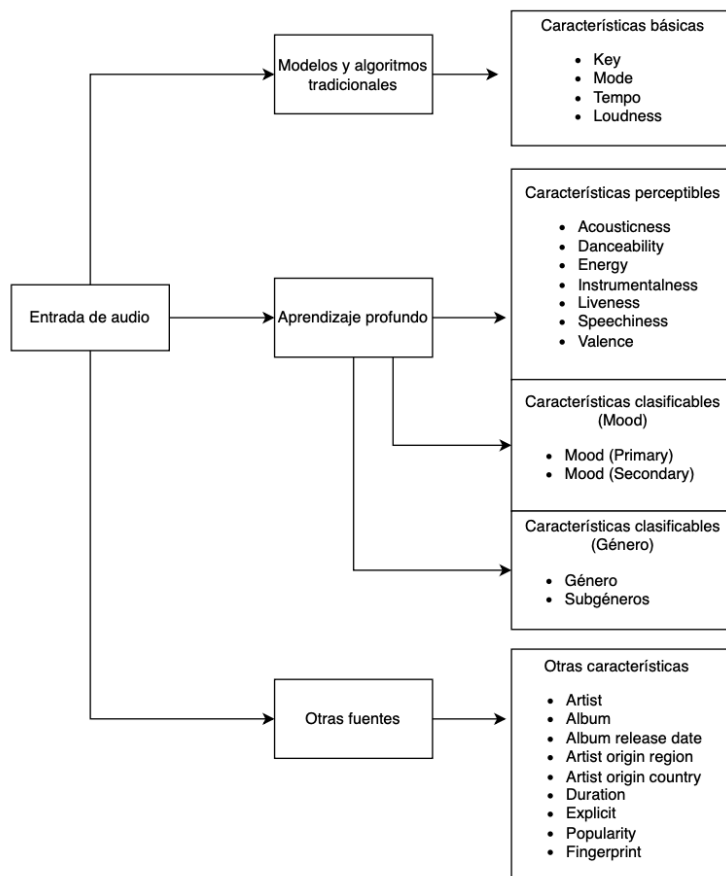 Modelos y algoritmos
tradicionales
Características básicas
Key
Mode
Tempo
Loudness
Entrada de audio
Aprendizaje profundo
Características perceptibles
Acousticness
Danceability
Energy
Instrumentalness
Liveness
Speechiness
Valence
Características clasificables
(Mood)
Mood (Primary)
Mood (Secondary)
Características clasificables
(Género)
Género
Subgéneros
Otras fuentes
Otras características
Artist
Album
Album release date
Artist origin region
Artist origin country
Duration
Explicit
Popularity
Fingerprint